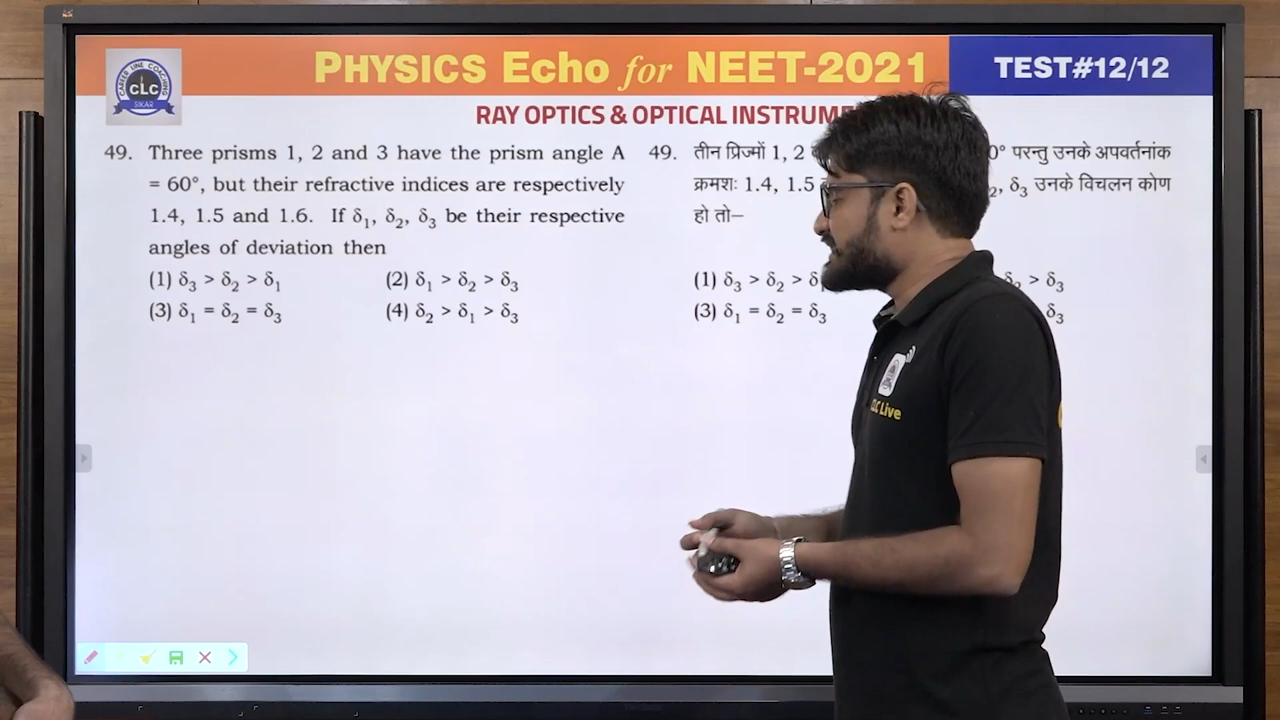 PHYSICS Echo for NEET-2021
TEST#12/12
CAREER LINE COACHING
CLC
SIKAR
RAY OPTICS & OPTICAL
49. Three prisms 1, 2 and 3 have the prism angle A
= 60°, but their refractive indices are respectively
1.4, 1.5 and 1.6. If δ₁, δ₂, δ₃ be their respective
angles of deviation then
(1) δ₃ > δ₂ > δ₁ (2) δ₁ > δ₂ > δ₃
(3) δ₁ = δ₂ = δ₃ (4) δ₂ > δ₁ > δ₃
49. तीन प्रिज्मों 1, 2 0° परन्तु उनके अपवर्तनांक
क्रमशः 1.4, 1.5 ₂, δ₃ उनके विचलन कोण
हो तो–
(1) δ₃ > δ₂ > δ₁ δ₂ > δ₃
(3) δ₁ = δ₂ = δ₃ δ₃
CLC Live